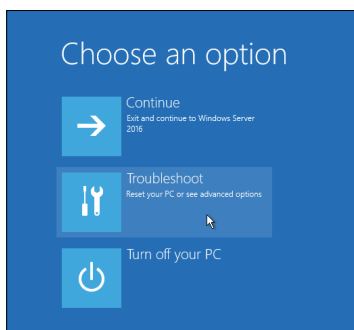 Choose an option
Continue
Exit and continue to Windows Server
2016
Troubleshoot
Reset your PC or see advanced options
Turn off your PC